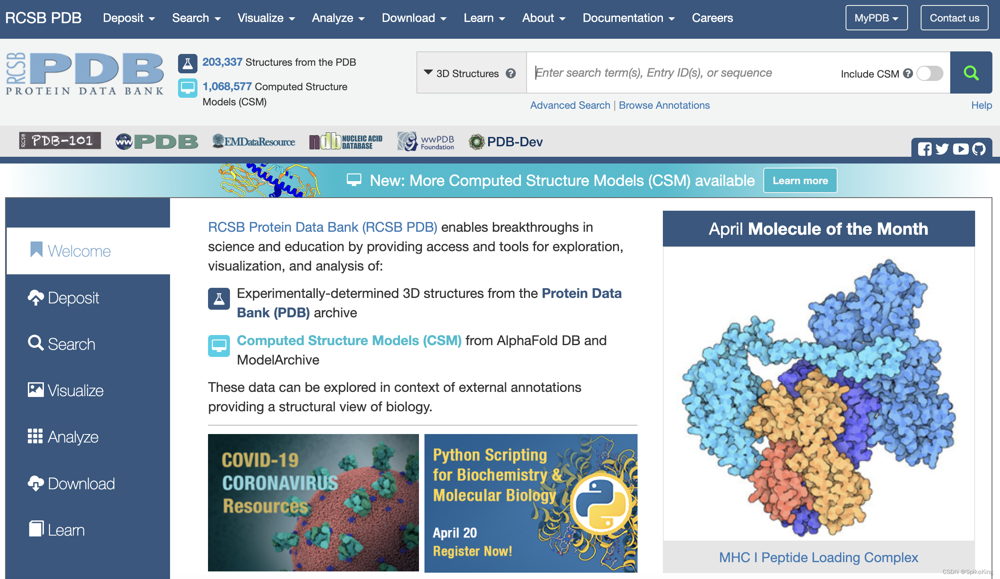 RCSB PDB Deposit Search Visualize Analyze Download Learn About Documentation Careers MyPDB Contact us
RCSB PDB
PROTEIN DATA BANK
203,337 Structures from the PDB
1,068,577 Computed Structure
Models (CSM)
3D Structures ? Enter search term(s), Entry ID(s), or sequence Include CSM ?
Advanced Search | Browse Annotations Help
RCSB PDB-101
wwPDB
EMDataResource
ndb NUCLEIC ACID
DATABASE
wwPDB
Foundation
PDB-Dev
New: More Computed Structure Models (CSM) available Learn more
Welcome
Deposit
Search
Visualize
Analyze
Download
Learn
RCSB Protein Data Bank (RCSB PDB) enables breakthroughs in
science and education by providing access and tools for exploration,
visualization, and analysis of:
Experimentally-determined 3D structures from the Protein Data
Bank (PDB) archive
Computed Structure Models (CSM) from AlphaFold DB and
ModelArchive
These data can be explored in context of external annotations
providing a structural view of biology.
COVID-19
CORONAVIRUS
Resources
Python Scripting
for Biochemistry &
Molecular Biology
April 20
Register Now!
April Molecule of the Month
MHC I Peptide Loading Complex
CSDN @SpikeKing